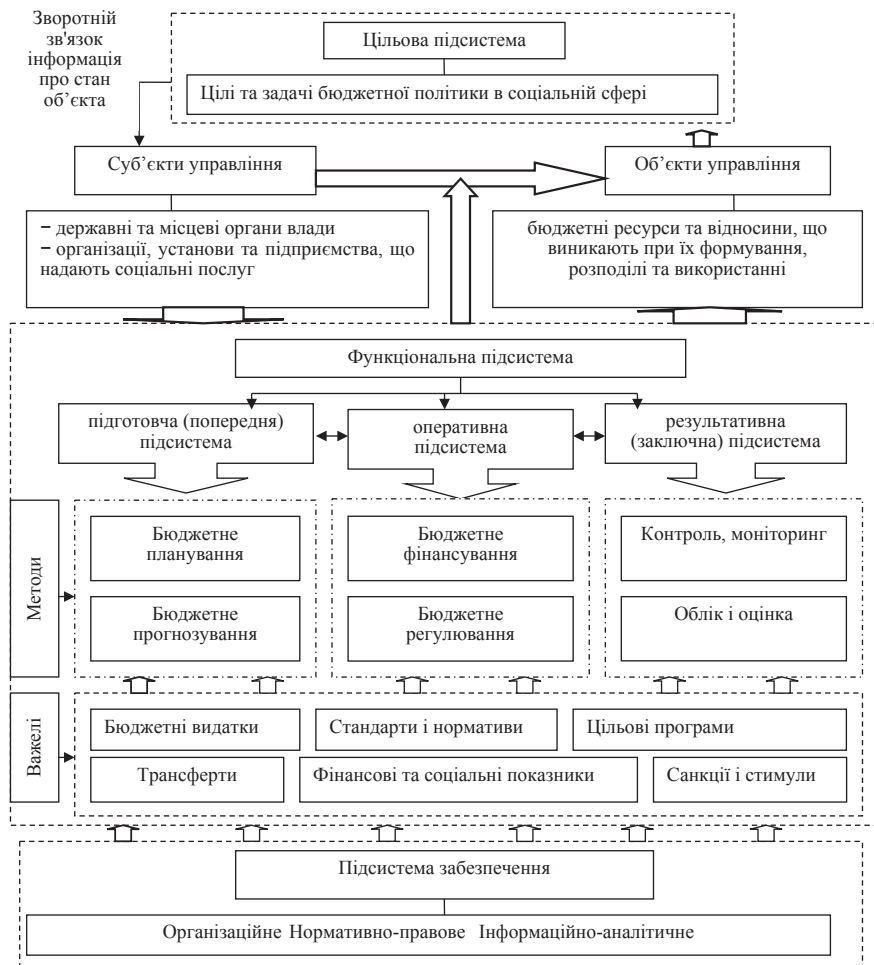 Зворотній
зв'язок
інформація
про стан
об’єкта
Цільова підсистема
Цілі та задачі бюджетної політики в соціальній сфері
Суб’єкти управління
Об’єкти управління
− державні та місцеві органи влади
− організації, установи та підприємства, що
надають соціальні послуг
бюджетні ресурси та відносини, що
виникають при їх формування,
розподілі та використанні
Функціональна підсистема
підготовча (попередня)
підсистема
оперативна
підсистема
результативна
(заключна) підсистема
Методи
Бюджетне
планування
Бюджетне
фінансування
Контроль, моніторинг
Бюджетне
прогнозування
Бюджетне
регулювання
Облік і оцінка
Важелі
Бюджетні видатки
Стандарти і нормативи
Цільові програми
Трансферти
Фінансові та соціальні показники
Санкції і стимули
Підсистема забезпечення
Організаційне Нормативно-правове Інформаційно-аналітичне